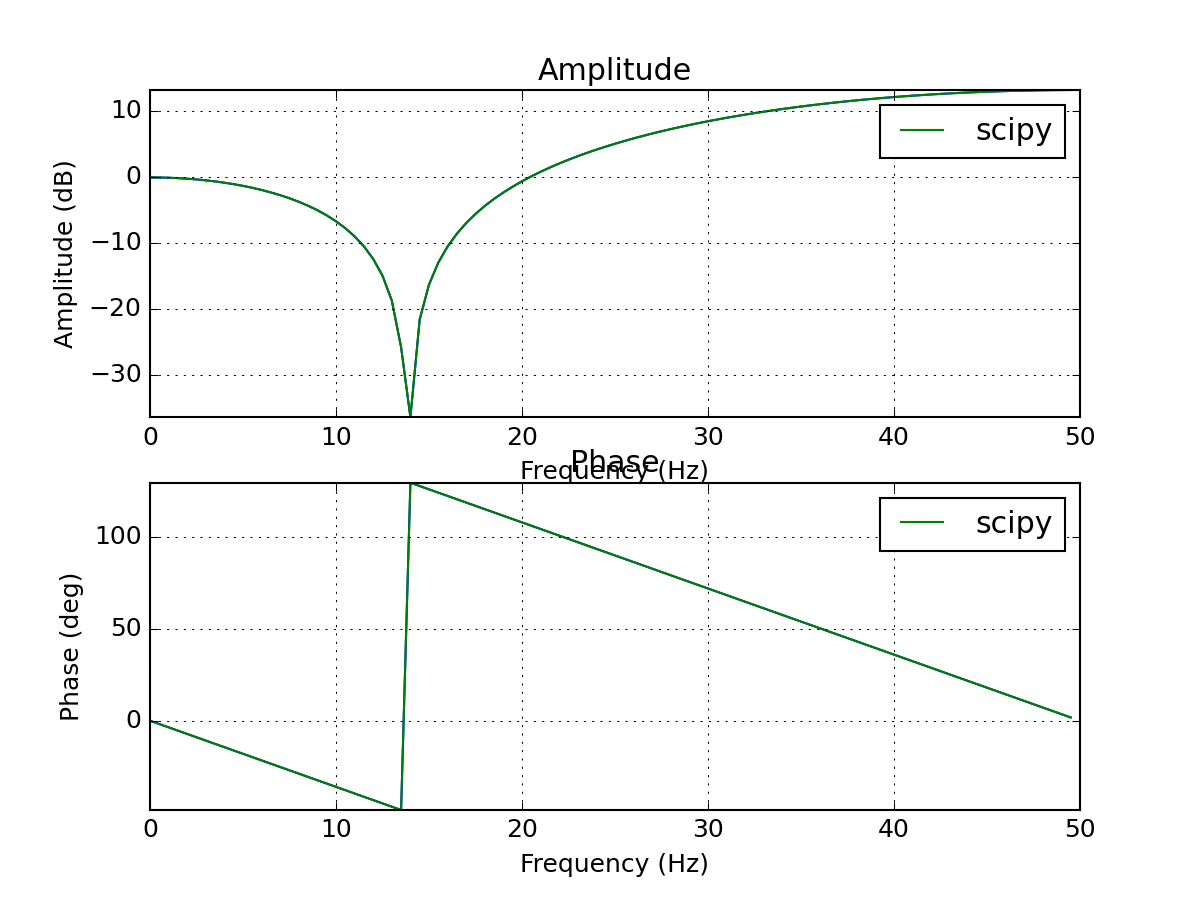 Amplitude
scipy
Amplitude (dB)
10
0
−10
−20
−30
0 10 20 30 40 50
Frequency (Hz)
Phase
scipy
Phase (deg)
100
50
0
0 10 20 30 40 50
Frequency (Hz)